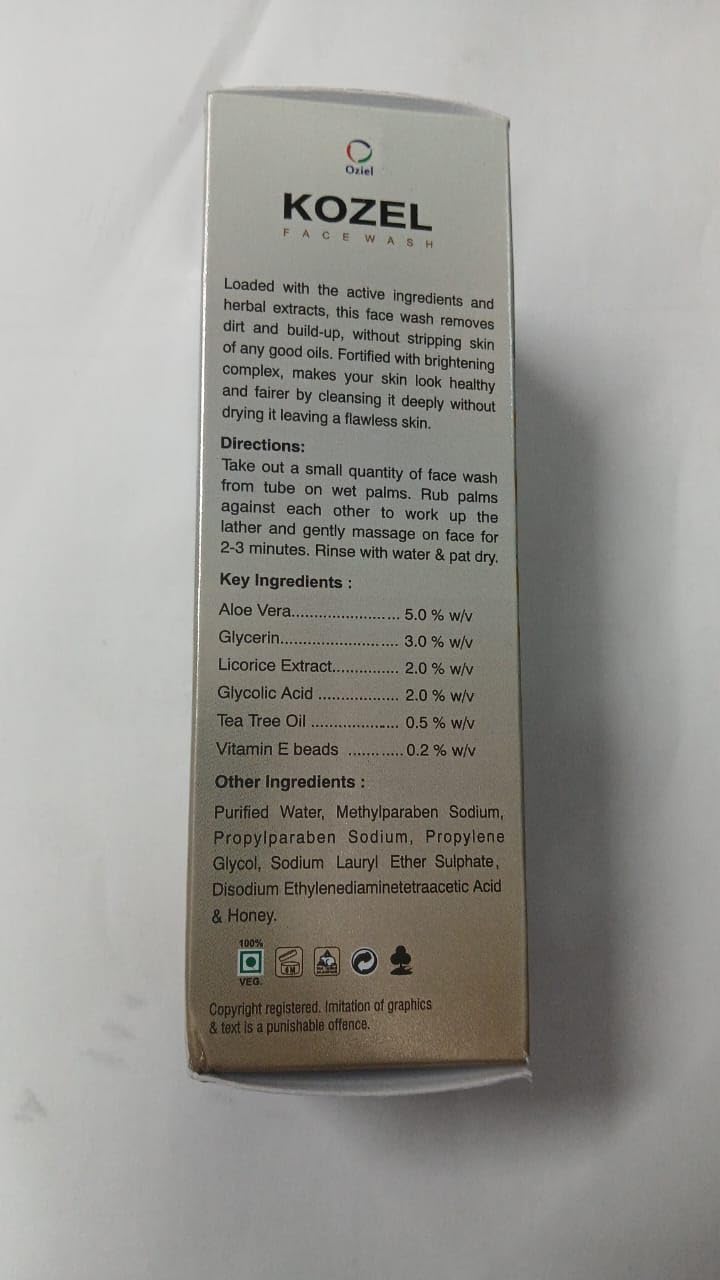 Oziel
KOZEL
FACE WASH
Loaded with the active ingredients and
herbal extracts, this face wash removes
dirt and build-up, without stripping skin
of any good oils. Fortified with brightening
complex, makes your skin look healthy
and fairer by cleansing it deeply without
drying it leaving a flawless skin.
Directions:
Take out a small quantity of face wash
from tube on wet palms. Rub palms
against each other to work up the
lather and gently massage on face for
2-3 minutes. Rinse with water & pat dry.
Key Ingredients :
Aloe Vera........................ 5.0 % w/v
Glycerin.......................... 3.0 % w/v
Licorice Extract............... 2.0 % w/v
Glycolic Acid .................. 2.0 % w/v
Tea Tree Oil .................... 0.5 % w/v
Vitamin E beads ............ 0.2 % w/v
Other Ingredients :
Purified Water, Methylparaben Sodium,
Propylparaben Sodium, Propylene
Glycol, Sodium Lauryl Ether Sulphate,
Disodium Ethylenediaminetetraacetic Acid
& Honey.
100%
VEG.
Copyright registered. Imitation of graphics
& text is a punishable offence.